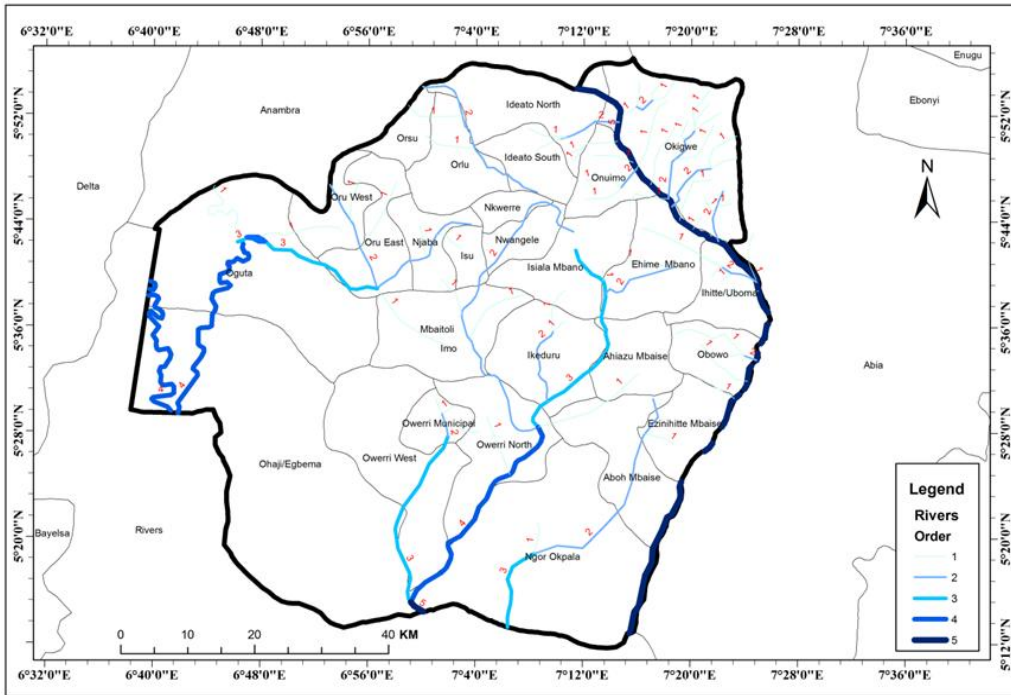 6°32'0"E 6°40'0"E 6°48'0"E 6°56'0"E 7°4'0"E 7°12'0"E 7°20'0"E 7°28'0"E 7°36'0"E
Enugu
Ebonyi
Anambra
Ideato North
5°52'0"N
5°52'0"N
Orsu
Okigwe
Orlu
Ideato South
Onuimo
Delta
N
Oru West
Nkwerre
5°44'0"N
5°44'0"N
Oru East
Njaba
Nwangele
Isu
Isiala Mbano
Ehime Mbano
Oguta
Ihitte/Uboma
5°36'0"N
5°36'0"N
Mbaitoli
Imo
Ikeduru
Ahiazu Mbaise
Obowo
Abia
5°28'0"N
5°28'0"N
Owerri Municipal
Ezinihitte Mbaise
Owerri West
Owerri North
Ohaji/Egbema
Aboh Mbaise
Legend
Rivers
Order
1
2
3
4
5
5°20'0"N
5°20'0"N
Bayelsa
Rivers
Ngor Okpala
0 10 20 40 KM
5°12'0"N
5°12'0"N
6°32'0"E 6°40'0"E 6°48'0"E 6°56'0"E 7°4'0"E 7°12'0"E 7°20'0"E 7°28'0"E 7°36'0"E